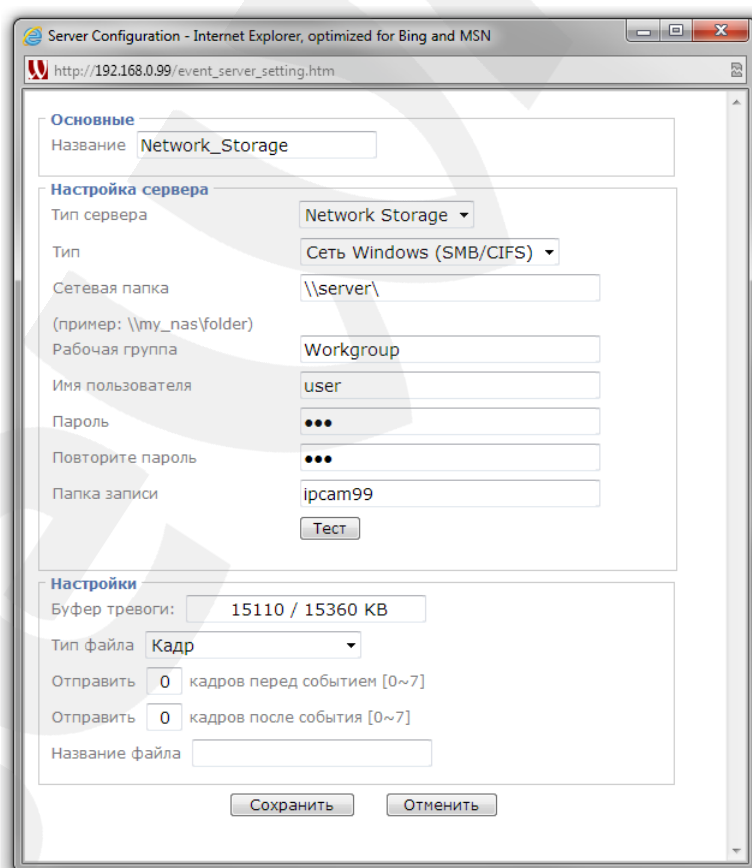 Server Configuration - Internet Explorer, optimized for Bing and MSN
http://192.168.0.99/event_server_setting.htm
Основные
Название Network_Storage
Настройка сервера
Тип сервера Network Storage
Тип Сеть Windows (SMB/CIFS)
Сетевая папка \\server\
(пример: \\my_nas\folder)
Рабочая группа Workgroup
Имя пользователя user
Пароль •••
Повторите пароль •••
Папка записи ipcam99
Тест
Настройки
Буфер тревоги: 15110 / 15360 KB
Тип файла Кадр
Отправить 0 кадров перед событием [0~7]
Отправить 0 кадров после события [0~7]
Название файла
Сохранить Отменить